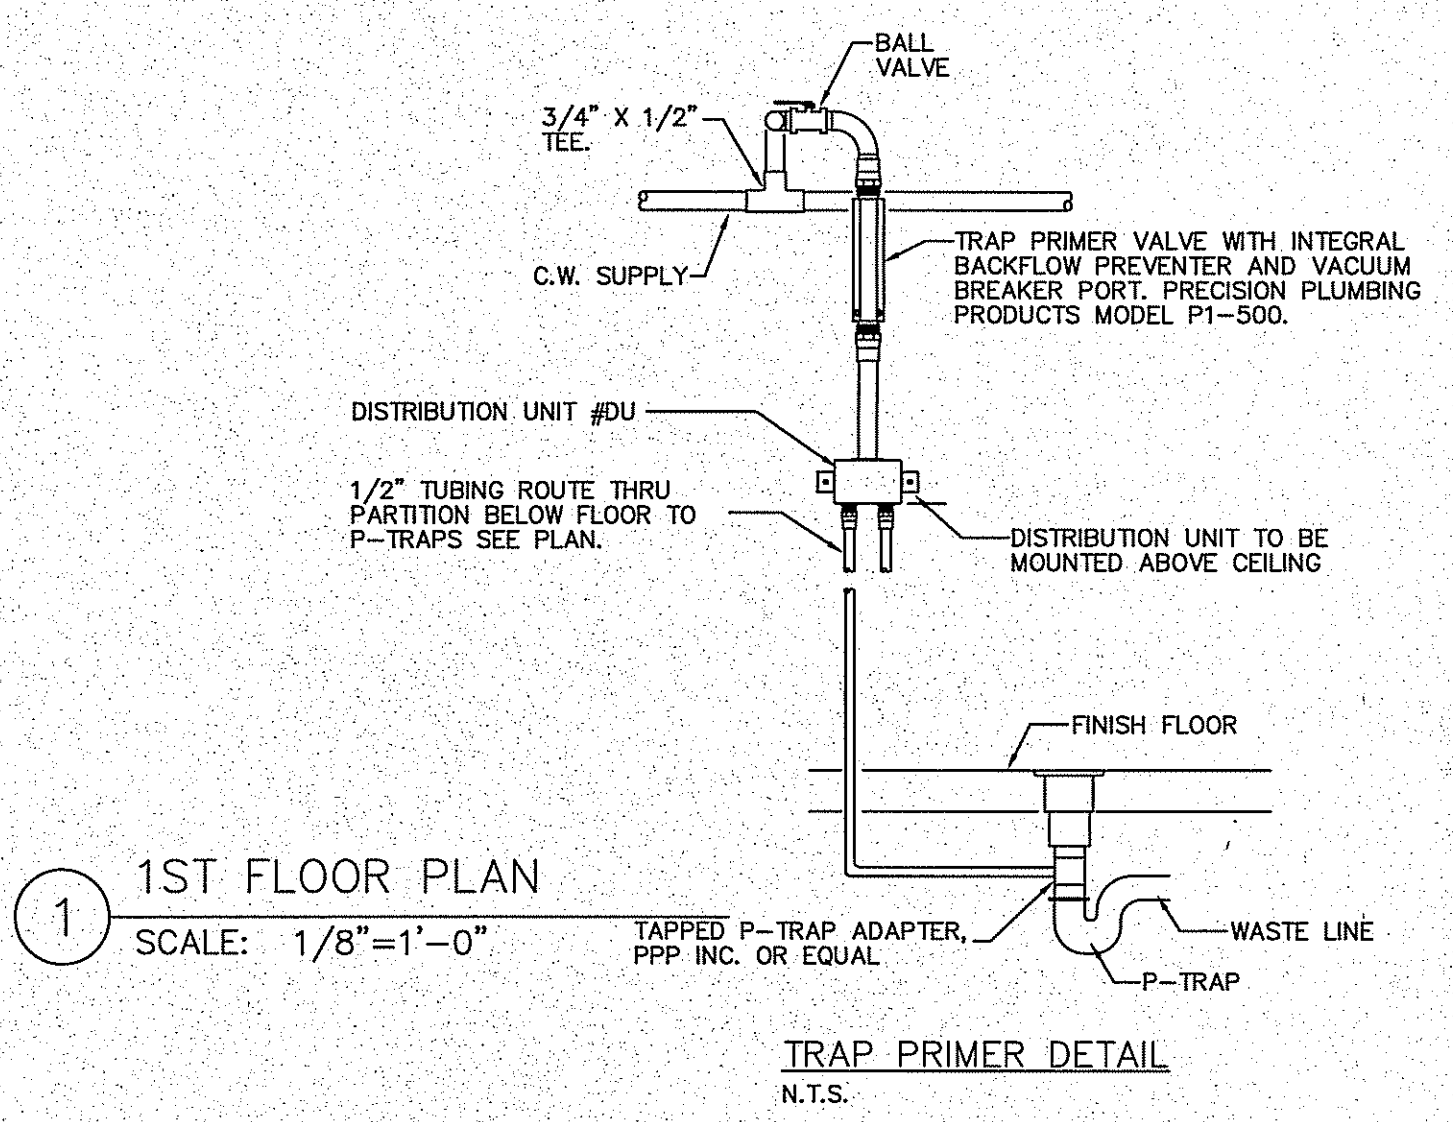 BALL
VALVE
3/4" X 1/2"
TEE.
C.W. SUPPLY
TRAP PRIMER VALVE WITH INTEGRAL
BACKFLOW PREVENTER AND VACUUM
BREAKER PORT. PRECISION PLUMBING
PRODUCTS MODEL P1-500.
DISTRIBUTION UNIT #DU
1/2" TUBING ROUTE THRU
PARTITION BELOW FLOOR TO
P-TRAPS SEE PLAN.
DISTRIBUTION UNIT TO BE
MOUNTED ABOVE CEILING
FINISH FLOOR
1
1ST FLOOR PLAN
SCALE: 1/8"=1'-0"
TAPPED P-TRAP ADAPTER,
PPP INC. OR EQUAL
WASTE LINE
P-TRAP
TRAP PRIMER DETAIL
N.T.S.